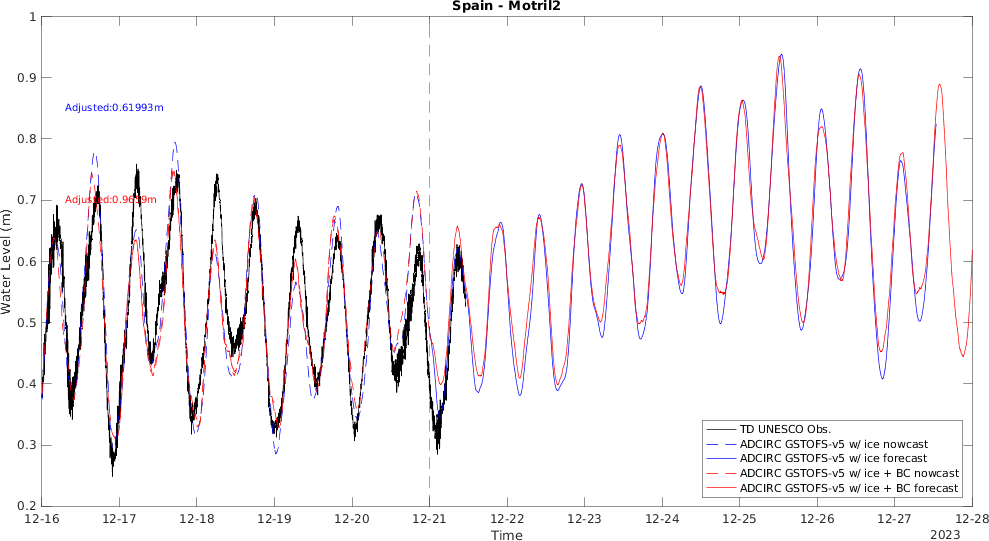 Spain - Motril2
1
0.9
0.8
0.7
0.6
0.5
0.4
0.3
0.2
Water Level (m)
Adjusted:0.61993m
TD UNESCO Obs.
ADCIRC GSTOFS-v5 w/ ice nowcast
ADCIRC GSTOFS-v5 w/ ice forecast
ADCIRC GSTOFS-v5 w/ ice + BC nowcast
ADCIRC GSTOFS-v5 w/ ice + BC forecast
12-16 12-17 12-18 12-19 12-20 12-21 12-22 12-23 12-24 12-25 12-26 12-27 12-28
Time
2023